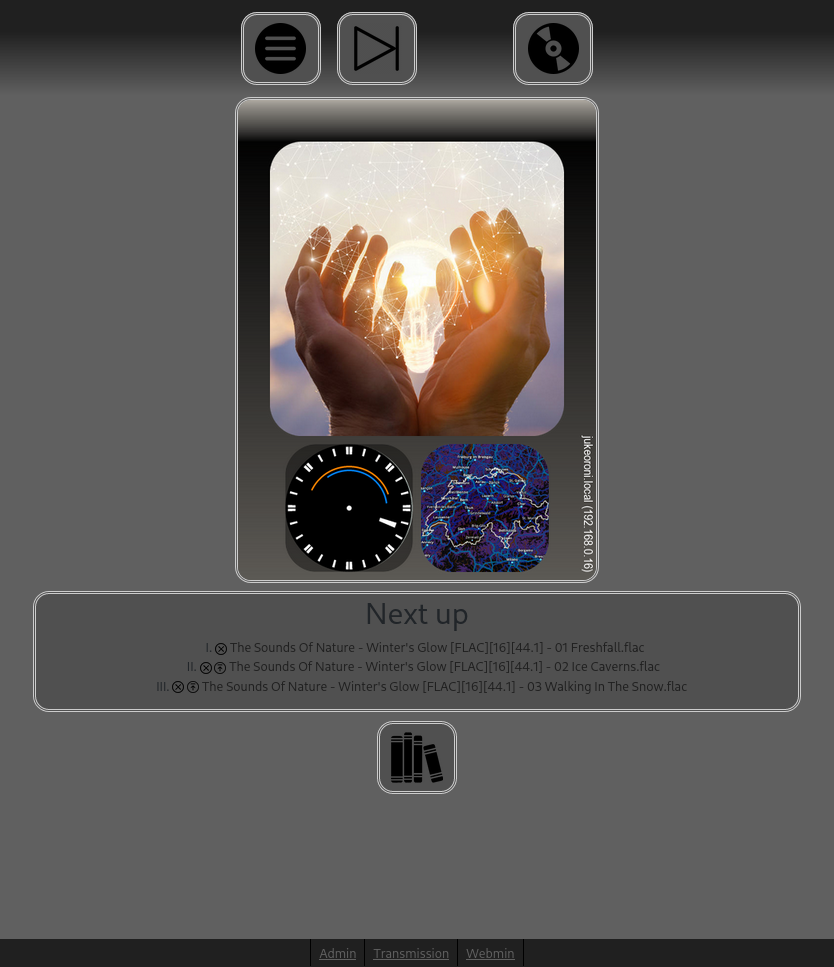 jukeoroni.local (192.168.0.16)
Next up
I. The Sounds Of Nature - Winter's Glow [FLAC][16][44.1] - 01 Freshfall.flac
II. The Sounds Of Nature - Winter's Glow [FLAC][16][44.1] - 02 Ice Caverns.flac
III. The Sounds Of Nature - Winter's Glow [FLAC][16][44.1] - 03 Walking In The Snow.flac
Admin
Transmission
Webmin